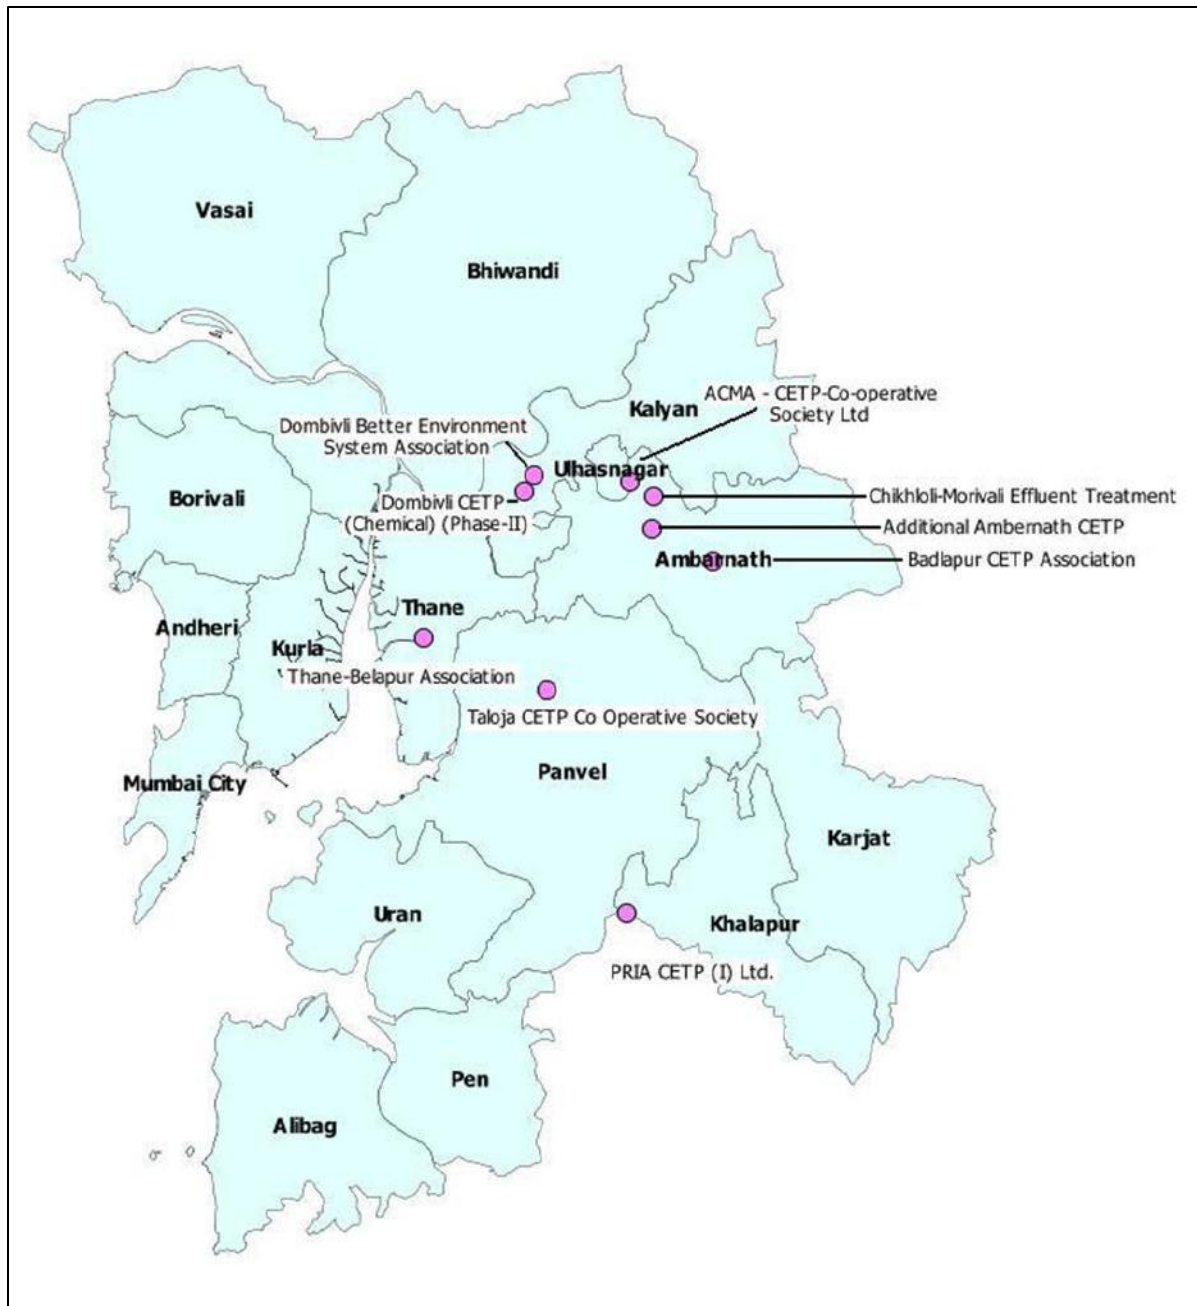 Vasai
Bhiwandi
Kalyan
ACMA - CETP-Co-operative
Society Ltd
Dombivli Better Environment
System Association
Ulhasnagar
Borivali
Dombivli CETP
(Chemical) (Phase-II)
Chikhloli-Morivali Effluent Treatment
Additional Ambernath CETP
Ambarnath
Badlapur CETP Association
Thane
Andheri
Kurla
Thane-Belapur Association
Taloja CETP Co Operative Society
Panvel
Mumbai City
Karjat
Uran
Khalapur
PRIA CETP (I) Ltd.
Pen
Alibag